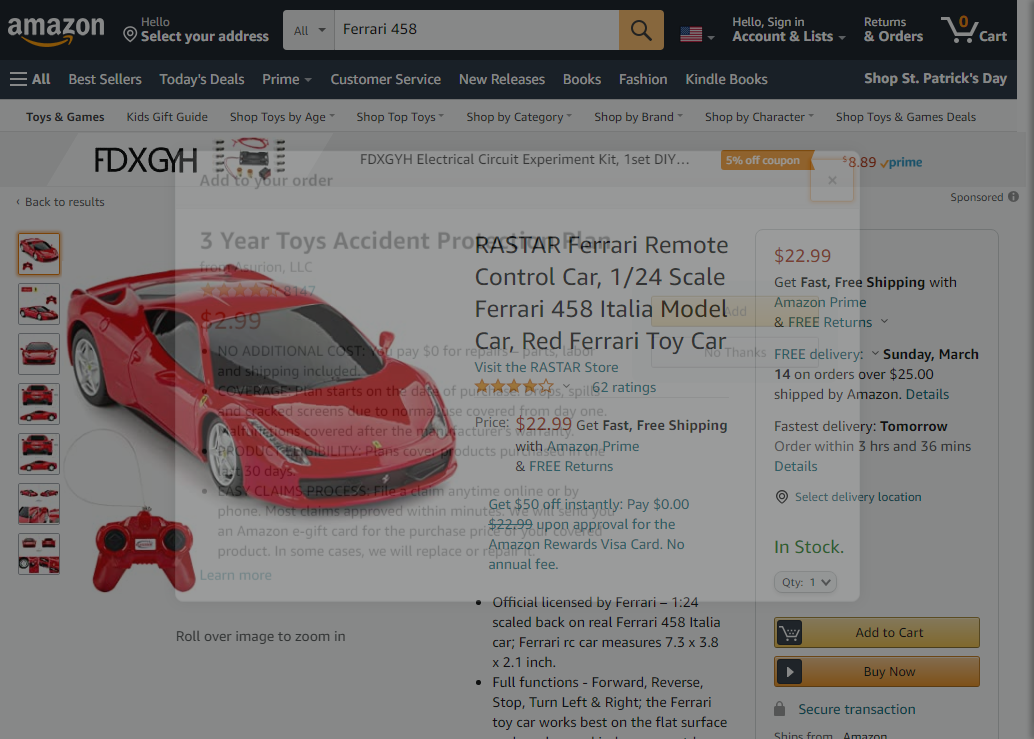 amazon
Hello
Select your address
All
Ferrari 458
Hello, Sign in
Account & Lists
Returns
& Orders
0
Cart
All
Best Sellers
Today's Deals
Prime
Customer Service
New Releases
Books
Fashion
Kindle Books
Shop St. Patrick's Day
Toys & Games
Kids Gift Guide
Shop Toys by Age
Shop Top Toys
Shop by Category
Shop by Brand
Shop by Character
Shop Toys & Games Deals
FDXGYH
FDXGYH Electrical Circuit Experiment Kit, 1set DIY…
5% off coupon
$8.89 prime
Sponsored
‹ Back to results
Add to your order
×
3 Year Toys Accident Protection Plan
from Asurion, LLC
8147
$2.99
Add
No Thanks
NO ADDITIONAL COST: You pay $0 for repairs – parts, labor
and shipping included.
COVERAGE: Plan starts on the date of purchase. Drops, spills
and cracked screens due to normal use covered from day one.
Malfunctions covered after the manufacturer's warranty.
PRODUCT ELIGIBILITY: Plans cover products purchased in the
last 30 days.
EASY CLAIMS PROCESS: File a claim anytime online or by
phone. Most claims approved within minutes. We will send you
an Amazon e-gift card for the purchase price of your covered
product. In some cases, we will replace or repair it.
Learn more
Roll over image to zoom in
RASTAR Ferrari Remote
Control Car, 1/24 Scale
Ferrari 458 Italia Model
Car, Red Ferrari Toy Car
Visit the RASTAR Store
62 ratings
Price: $22.99 Get Fast, Free Shipping
with Amazon Prime
& FREE Returns
Get $50 off instantly: Pay $0.00
$22.99 upon approval for the
Amazon Rewards Visa Card. No
annual fee.
Official licensed by Ferrari – 1:24
scaled back on real Ferrari 458 Italia
car; Ferrari rc car measures 7.3 x 3.8
x 2.1 inch.
Full functions - Forward, Reverse,
Stop, Turn Left & Right; the Ferrari
toy car works best on the flat surface
$22.99
Get Fast, Free Shipping with
Amazon Prime
& FREE Returns
FREE delivery: Sunday, March
14 on orders over $25.00
shipped by Amazon. Details
Fastest delivery: Tomorrow
Order within 3 hrs and 36 mins
Details
Select delivery location
In Stock.
Qty: 1
Add to Cart
Buy Now
Secure transaction
Ships from Amazon